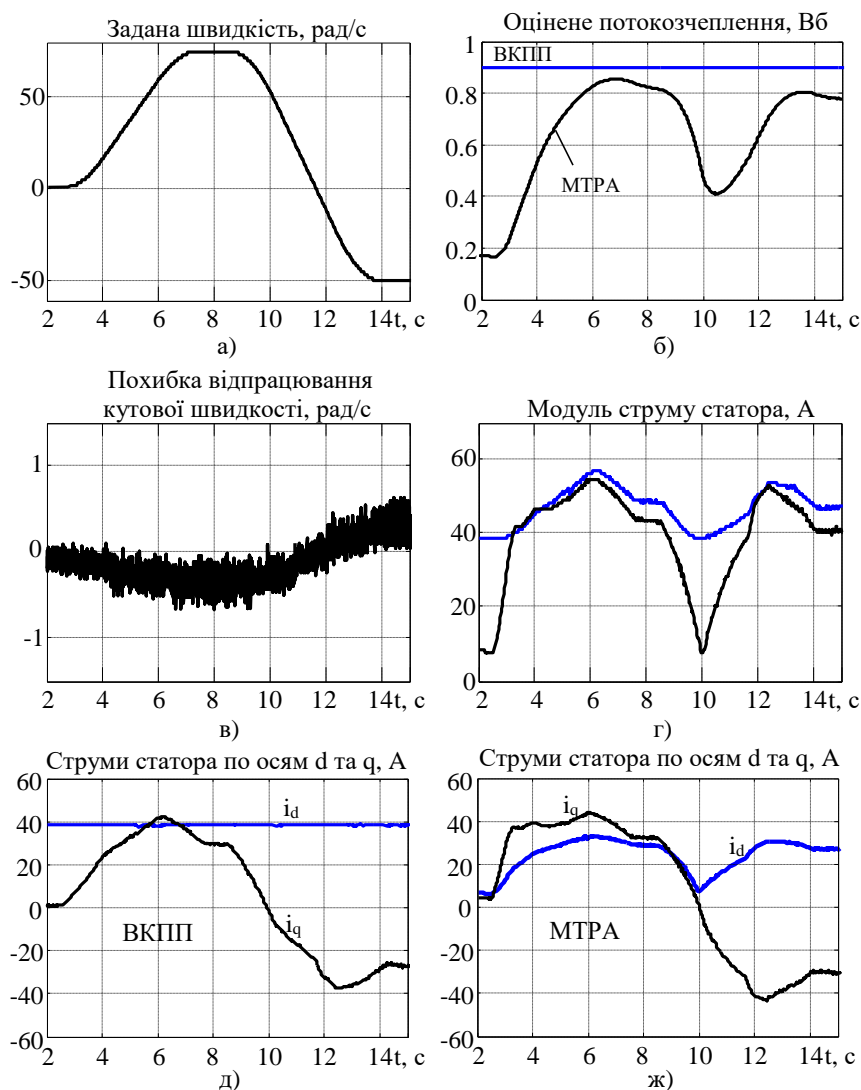 Задана швидкість, рад/с
50
0
-50
2 4 6 8 10 12 14t, с
а)
Оцінене потокозчеплення, Вб
1
ВКПП
0.8
0.6
МТРА
0.4
0.2
0
2 4 6 8 10 12 14t, с
б)
Похибка відпрацювання
кутової швидкості, рад/с
1
0
-1
2 4 6 8 10 12 14t, с
в)
Модуль струму статора, А
60
40
20
0
2 4 6 8 10 12 14t, с
г)
Струми статора по осям d та q, А
60
40
id
20
0
ВКПП
iq
-20
-40
-60
2 4 6 8 10 12 14t, с
д)
Струми статора по осям d та q, А
60
iq
40
id
20
0
МТРА
-20
-40
-60
2 4 6 8 10 12 14t, с
ж)